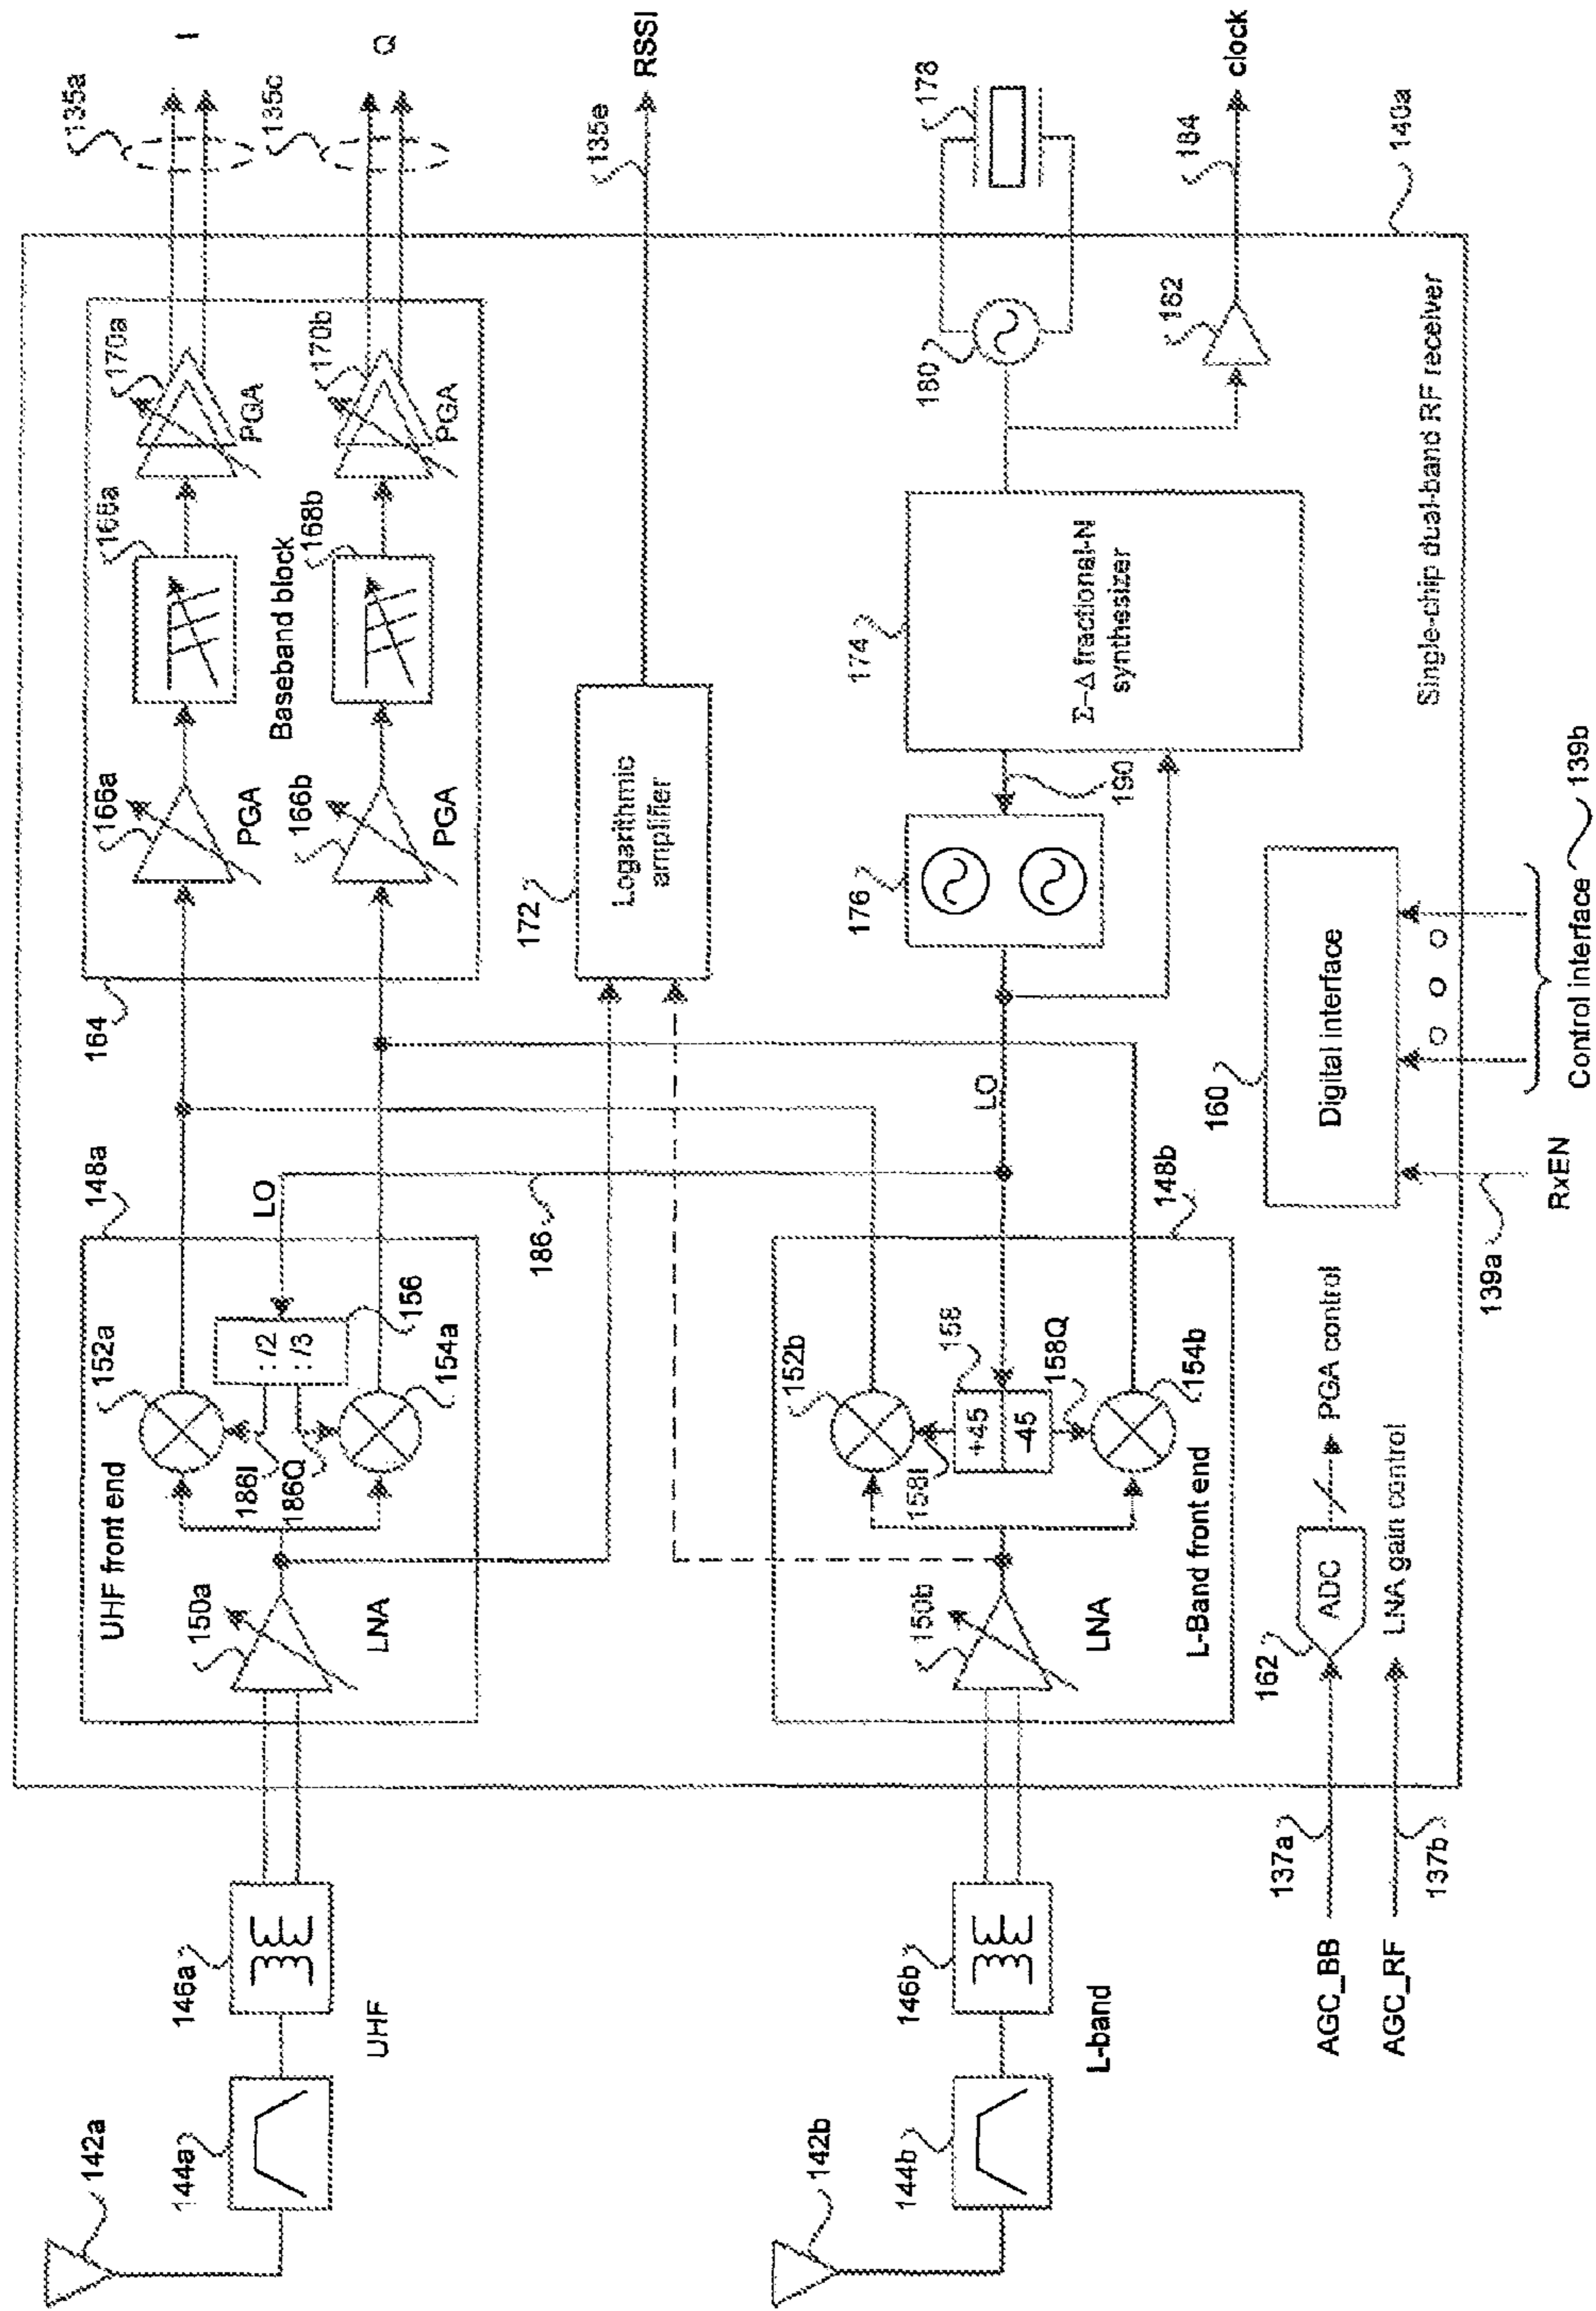 142a
144a
146a
UHF
148a
UHF front end
150a
LNA
152a
186I
186Q
:/2
:/3
156
154a
LO
164
166a
PGA
168a
170a
PGA
Baseband block
166b
PGA
168b
170b
PGA
135a
I
135c
Q
172
Logarithmic
amplifier
135e
RSSI
186
142b
144b
146b
L-band
148b
150b
LNA
152b
158I
+45
-45
158
158Q
154b
L-Band front end
LO
176
190
174
Σ–Δ fractional-N
synthesizer
180
178
182
184
clock
AGC_BB
137a
162
ADC
PGA control
AGC_RF
137b
LNA gain control
160
Digital interface
139a
RxEN
Control interface
139b
Single-chip dual-band RF receiver
140a